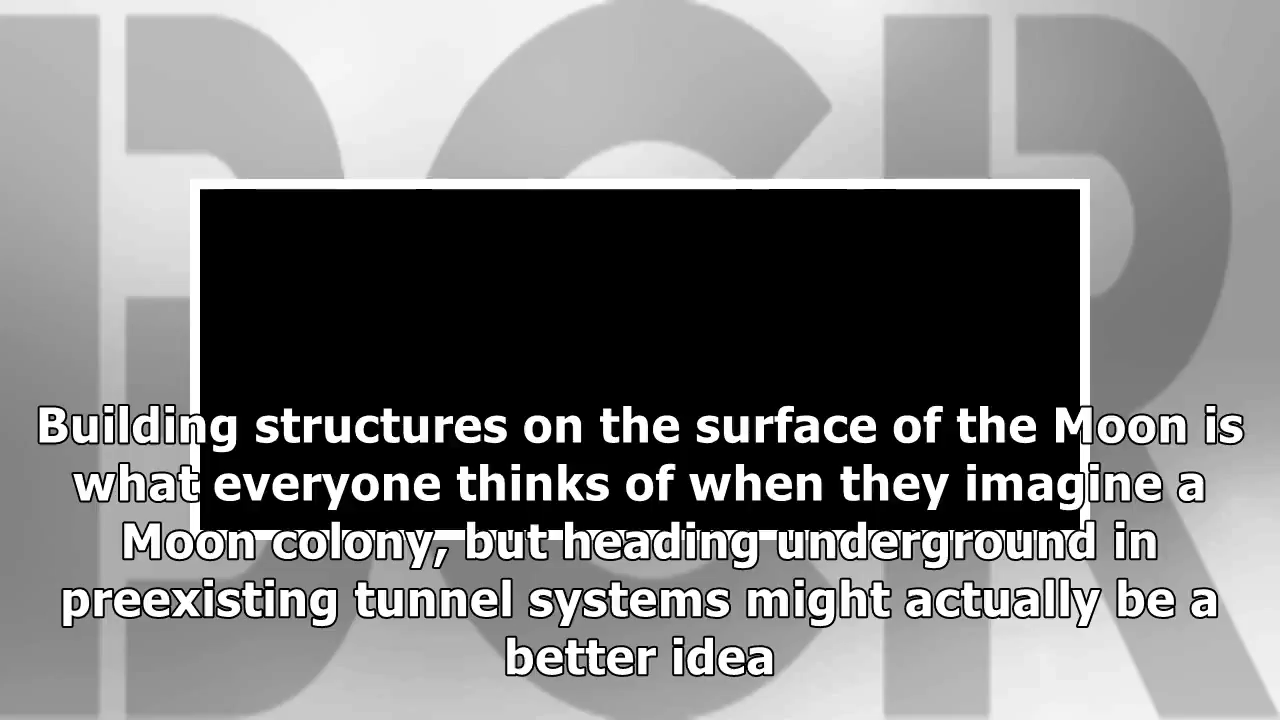 BCR
Building structures on the surface of the Moon is
what everyone thinks of when they imagine a
Moon colony, but heading underground in
preexisting tunnel systems might actually be a
better idea